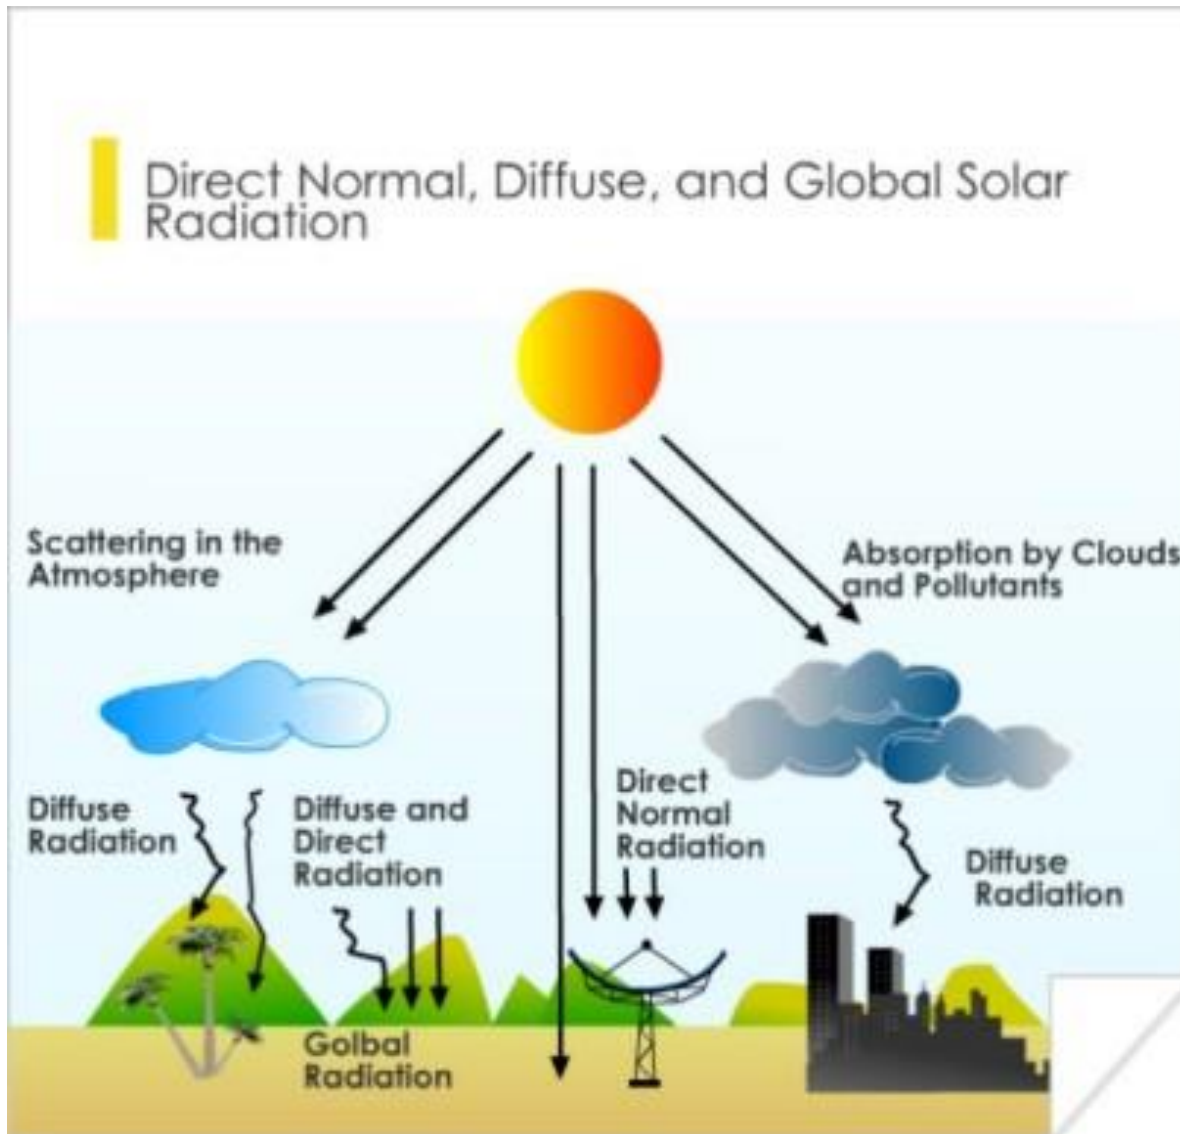 Direct Normal, Diffuse, and Global Solar
Radiation
Scattering in the
Atmosphere
Absorption by Clouds
and Pollutants
Diffuse
Radiation
Diffuse and
Direct
Radiation
Direct
Normal
Radiation
Diffuse
Radiation
Golbal
Radiation